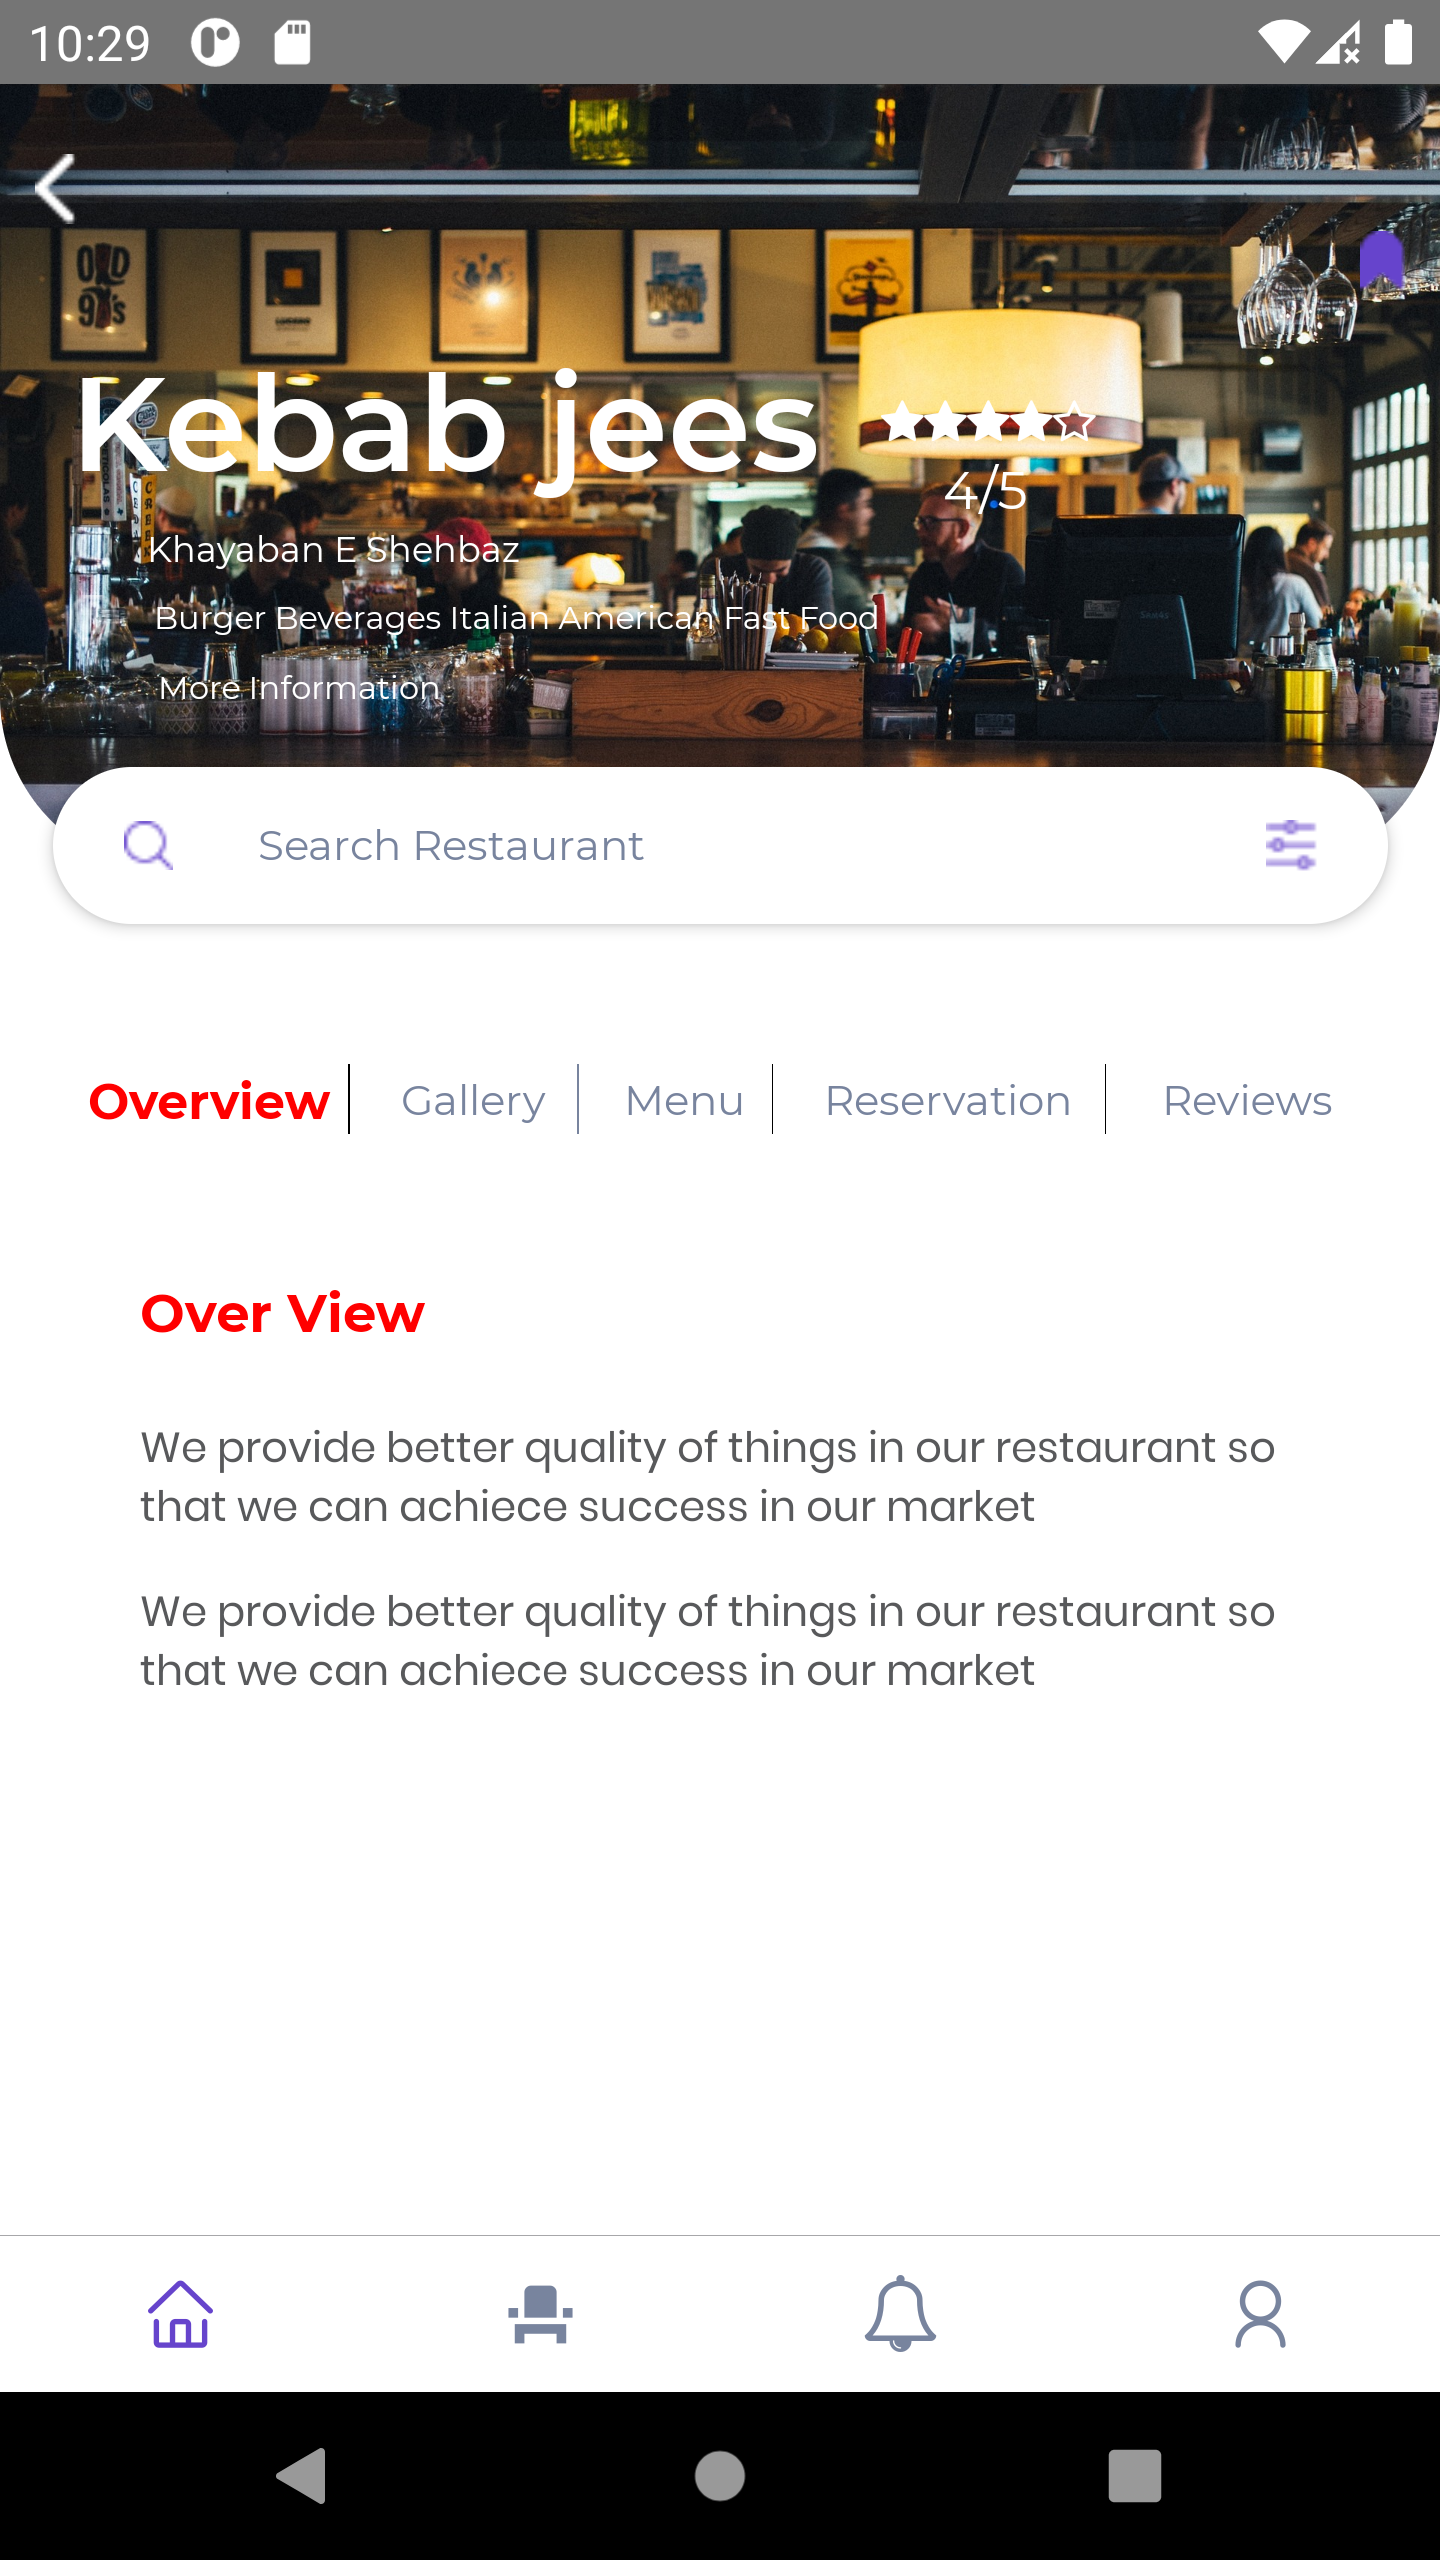 10:29
OLD
98's
Kebab jees
4/5
Khayaban E Shehbaz
Burger Beverages Italian American Fast Food
More Information
Search Restaurant
Overview Gallery Menu Reservation Reviews
Over View
We provide better quality of things in our restaurant so
that we can achiece success in our market
We provide better quality of things in our restaurant so
that we can achiece success in our market